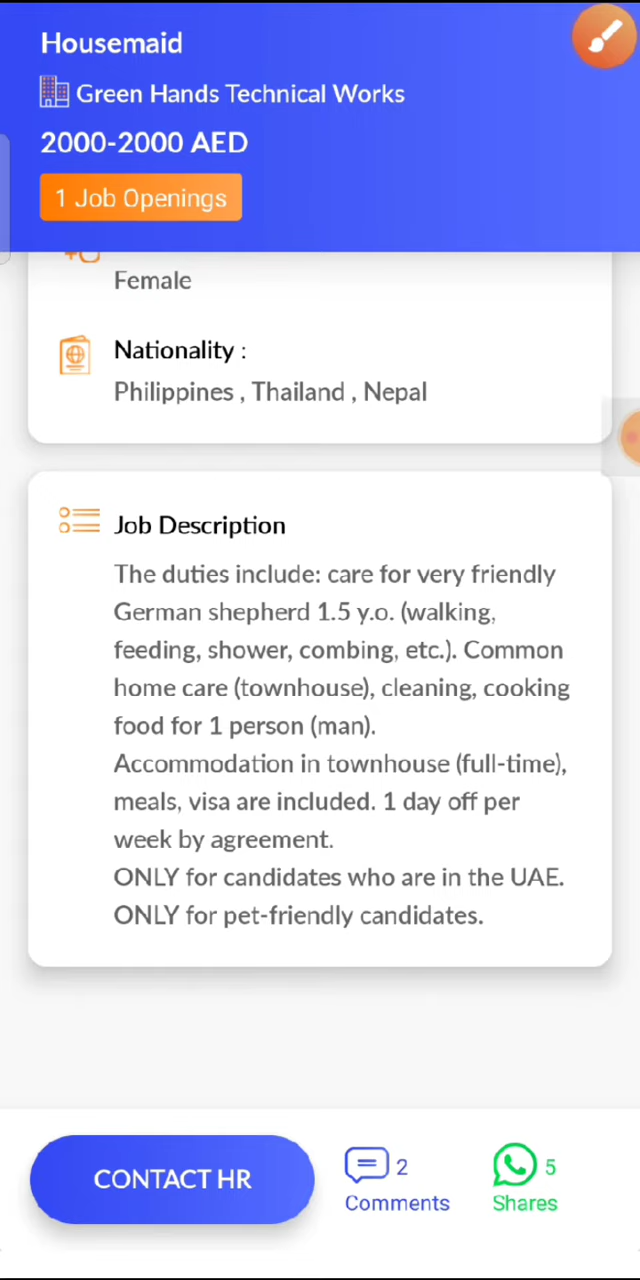 Housemaid
Green Hands Technical Works
2000-2000 AED
1 Job Openings
Female
Nationality :
Philippines , Thailand , Nepal
Job Description
The duties include: care for very friendly
German shepherd 1.5 y.o. (walking,
feeding, shower, combing, etc.). Common
home care (townhouse), cleaning, cooking
food for 1 person (man).
Accommodation in townhouse (full-time),
meals, visa are included. 1 day off per
week by agreement.
ONLY for candidates who are in the UAE.
ONLY for pet-friendly candidates.
CONTACT HR
2
Comments
5
Shares